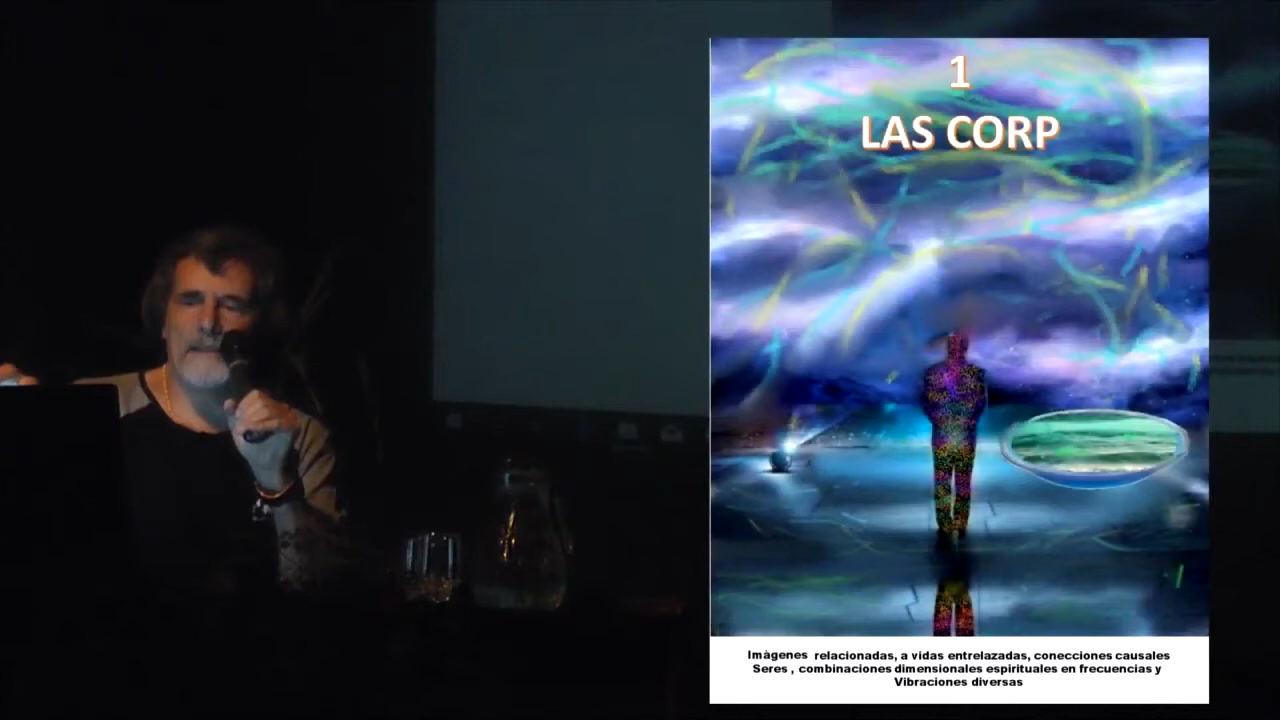 1
LAS CORP
Imàgenes relacionadas, a vidas entrelazadas, conecciones causales
Seres , combinaciones dimensionales espirituales en frecuencias y
Vibraciones diversas